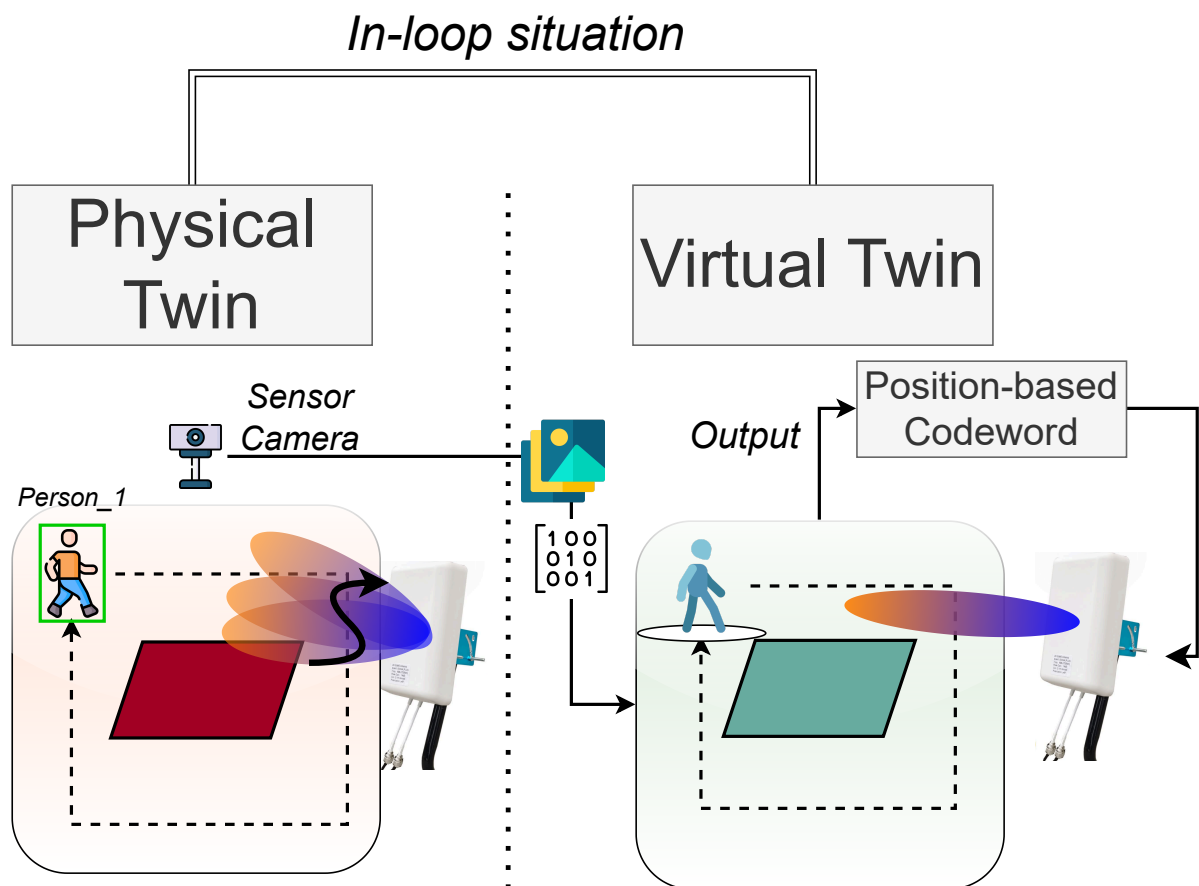 In-loop situation
Physical
Twin
Virtual Twin
Sensor
Camera
Output
Position-based
Codeword
Person_1
1 0 0
0 1 0
0 0 1